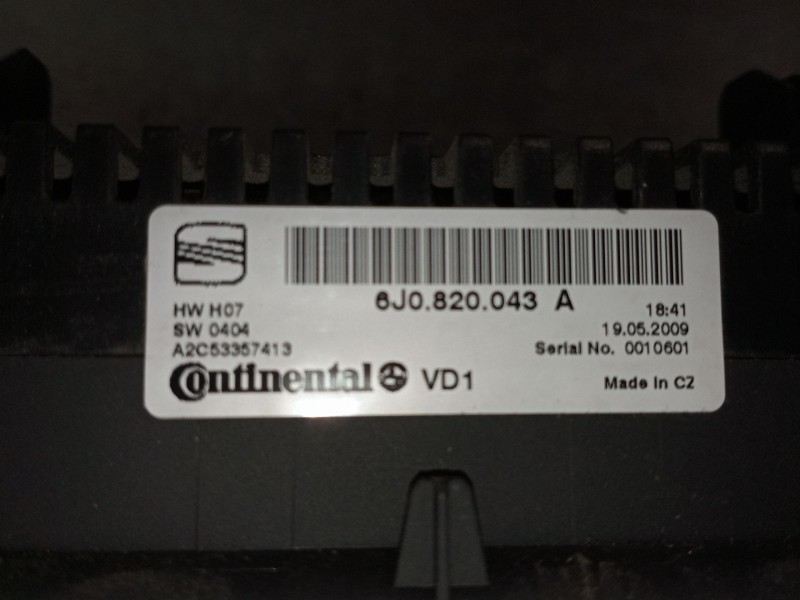 6J0.820.043 A
HW H07
SW 0404
A2C53357413
18:41
19.05.2009
Serial No. 0010601
Continental VD1
Made in CZ